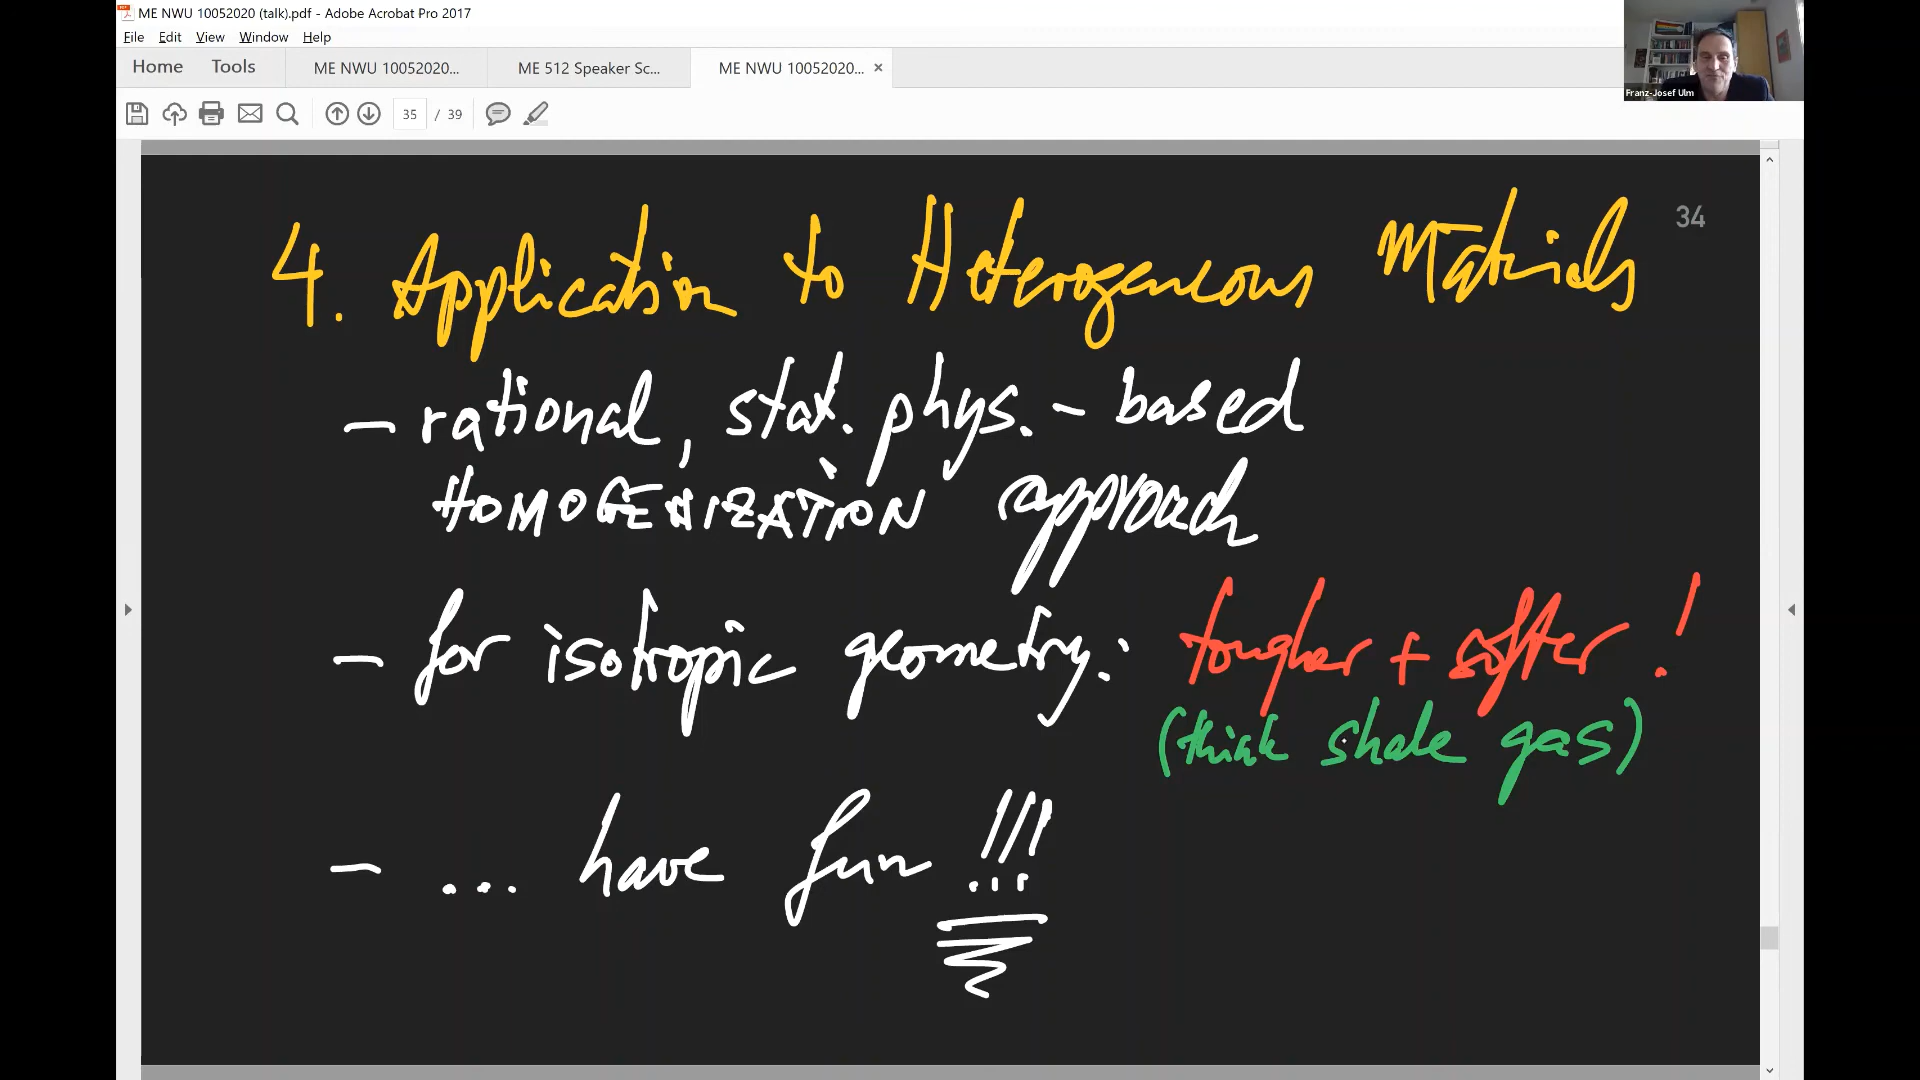 ME NWU 10052020 (talk).pdf - Adobe Acrobat Pro 2017
File Edit View Window Help
Home Tools ME NWU 10052020... ME 512 Speaker Sc... ME NWU 10052020... ×
35 / 39
Franz-Josef Ulm
34
4. Application to Heterogeneous Materials
- rational, stat. phys. - based
HOMOGENIZATION approach
- for isotropic geometry: tougher + softer !
(think shale gas)
- ... have fun !!!